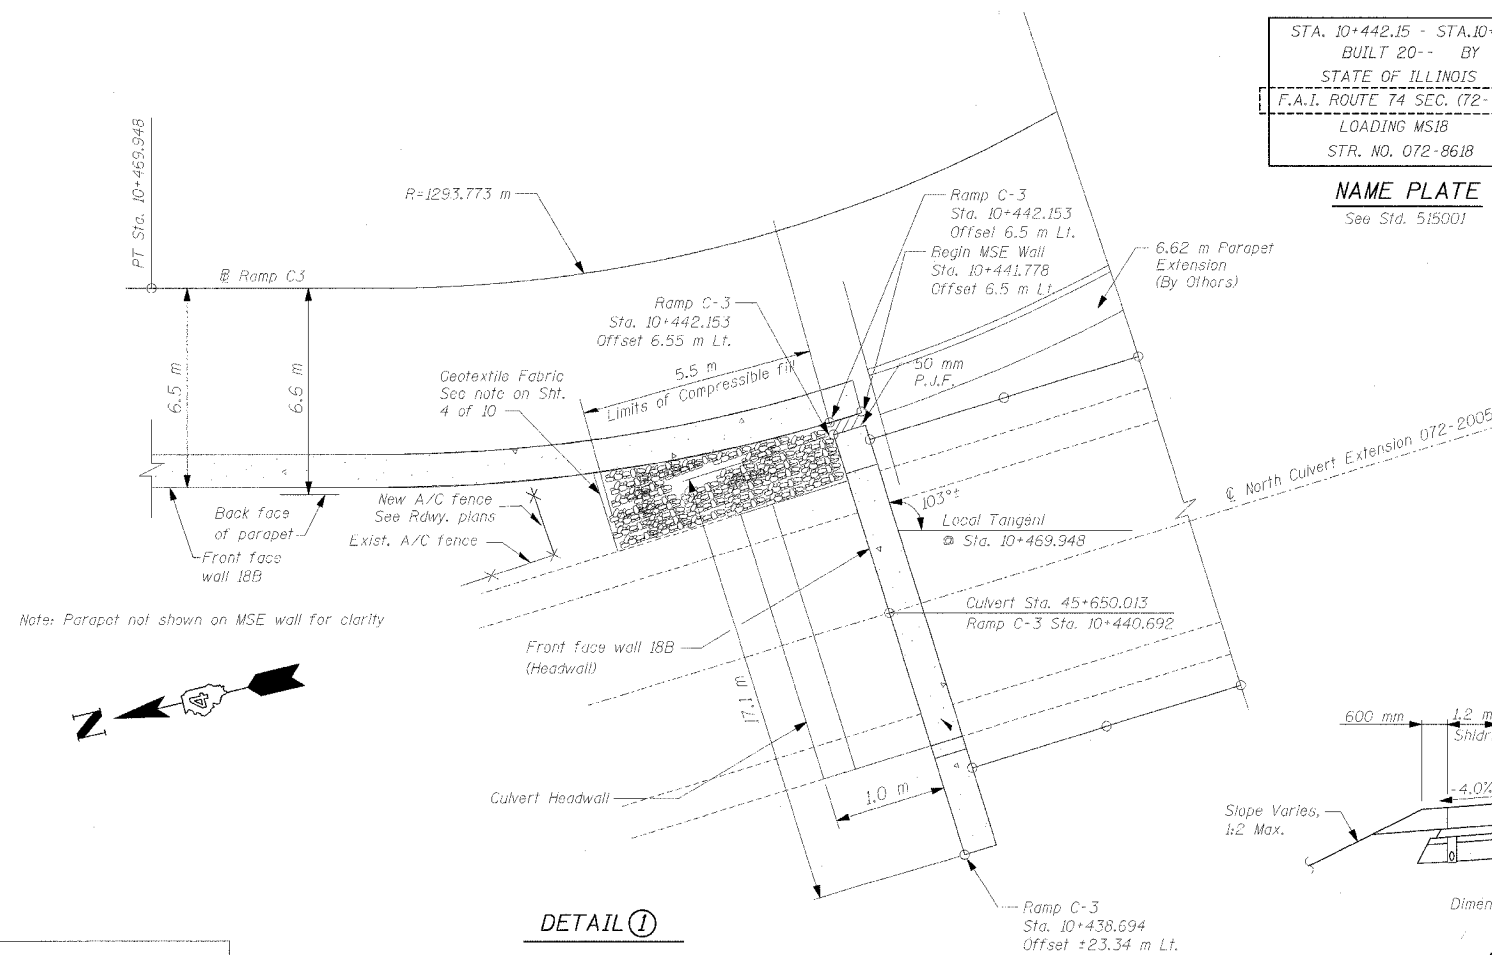 STA. 10+442.15 - STA.10+
BUILT 20-- BY
STATE OF ILLINOIS
F.A.I. ROUTE 74 SEC. (72-
LOADING MS18
STR. NO. 072-8618
NAME PLATE
See Std. 515001
PT Sta. 10+469.948
R=1293.773 m
Ramp C-3
Sta. 10+442.153
Offset 6.5 m Lt.
Begin MSE Wall
Sta. 10+441.778
Offset 6.5 m Lt.
6.62 m Parapet
Extension
(By Others)
℄ Ramp C3
Ramp C-3
Sta. 10+442.153
Offset 6.55 m Lt.
6.5 m
6.6 m
5.5 m
Limits of Compressible fill
50 mm
P.J.F.
Geotextile Fabric
See note on Sht.
4 of 10
℄ North Culvert Extension 072-2005
New A/C fence
See Rdwy. plans
Exist. A/C fence
Back face
of parapet
Front face
wall 18B
103°±
Local Tangent
@ Sta. 10+469.948
Note: Parapet not shown on MSE wall for clarity
Culvert Sta. 45+650.013
Ramp C-3 Sta. 10+440.692
Front face wall 18B
(Headwall)
17.1 m
N
4
Culvert Headwall
1.0 m
600 mm
1.2 m
Shldr.
-4.0%
Slope Varies,
1:2 Max.
Dimen
DETAIL 1
Ramp C-3
Sta. 10+438.694
Offset ±23.34 m Lt.